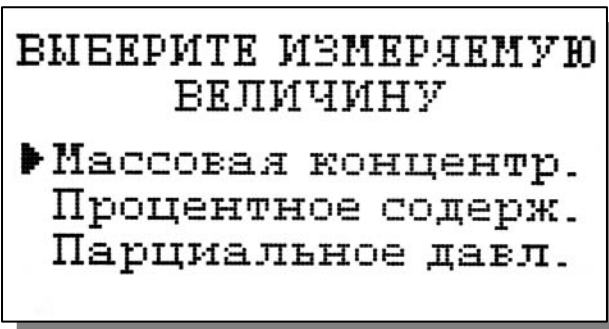 ВЫБЕРИТЕ ИЗМЕРЯЕМУЮ
ВЕЛИЧИНУ
Массовая концентр.
Процентное содерж.
Парциальное давл.